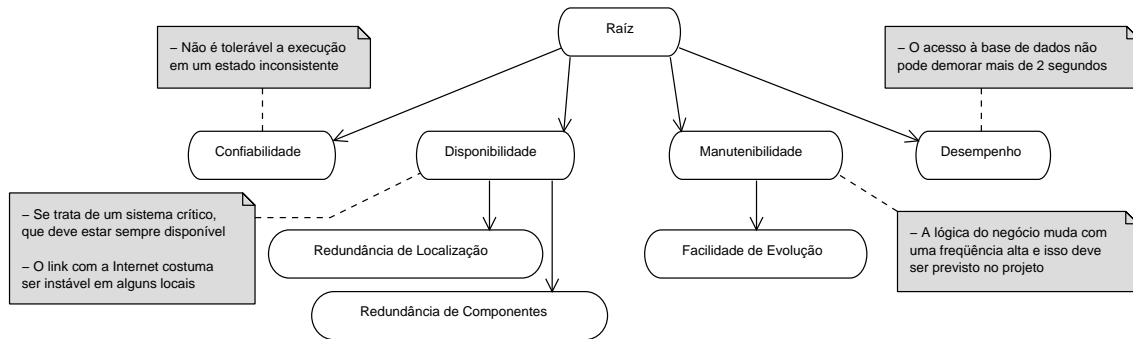 Raíz
– Não é tolerável a execução
em um estado inconsistente
– O acesso à base de dados não
pode demorar mais de 2 segundos
Confiabilidade
Disponibilidade
Manutenibilidade
Desempenho
– Se trata de um sistema crítico,
que deve estar sempre disponível
– O link com a Internet costuma
ser instável em alguns locais
Redundância de Localização
Facilidade de Evolução
– A lógica do negócio muda com
uma freqüência alta e isso deve
ser previsto no projeto
Redundância de Componentes